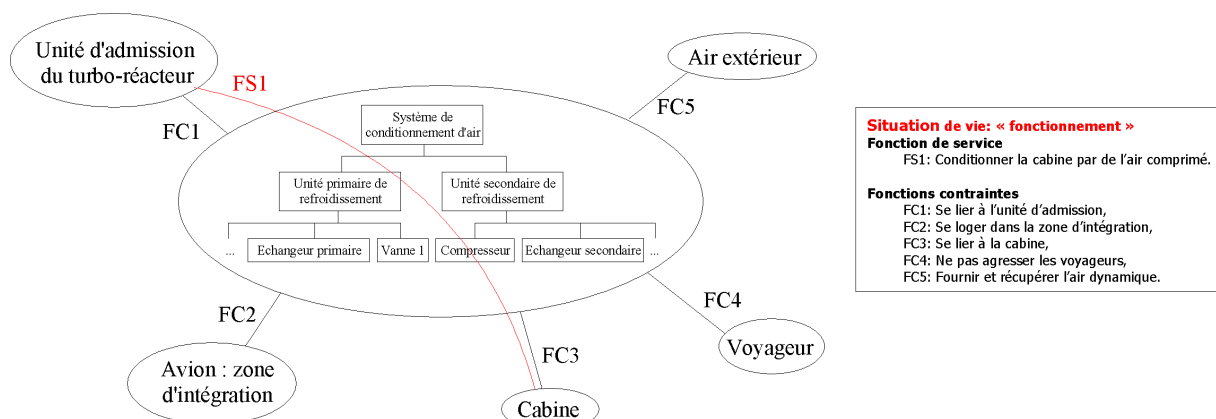 Unité d'admission
du turbo-réacteur
FS1
FC1
Air extérieur
FC5
Système de
conditionnement d'air
Unité primaire de
refroidissement
Unité secondaire de
refroidissement
...
Echangeur primaire
Vanne 1
Compresseur
Echangeur secondaire
...
FC2
Avion : zone
d'intégration
FC3
Cabine
FC4
Voyageur
Situation de vie: « fonctionnement »
Fonction de service
FS1: Conditionner la cabine par de l'air comprimé.
Fonctions contraintes
FC1: Se lier à l'unité d'admission,
FC2: Se loger dans la zone d'intégration,
FC3: Se lier à la cabine,
FC4: Ne pas agresser les voyageurs,
FC5: Fournir et récupérer l'air dynamique.